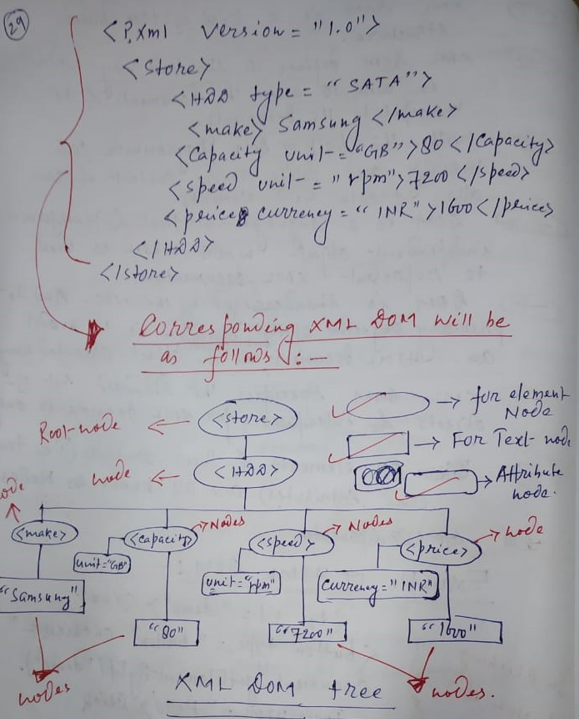 29
<P.Xml Version = "1.0">
<Store>
<HDD type = "SATA">
<make> Samsung </make>
<Capacity unit = "GB">80 </Capacity>
<speed unit = "rpm">7200 </speed>
<price currency = "INR">1600</price>
</HDD>
</store>
Corresponding XML DOM will be
as follows :-
Root node ← <store> → for element
Node
→ For Text node
node ← <HDD> → Attribute
node.
node
<make> <capacity> → Nodes <speed> → Nodes <price> → node
unit="GB" unit="rpm" Currency="INR"
"Samsung" "80" "7200" "1600"
nodes XML DOM tree nodes.